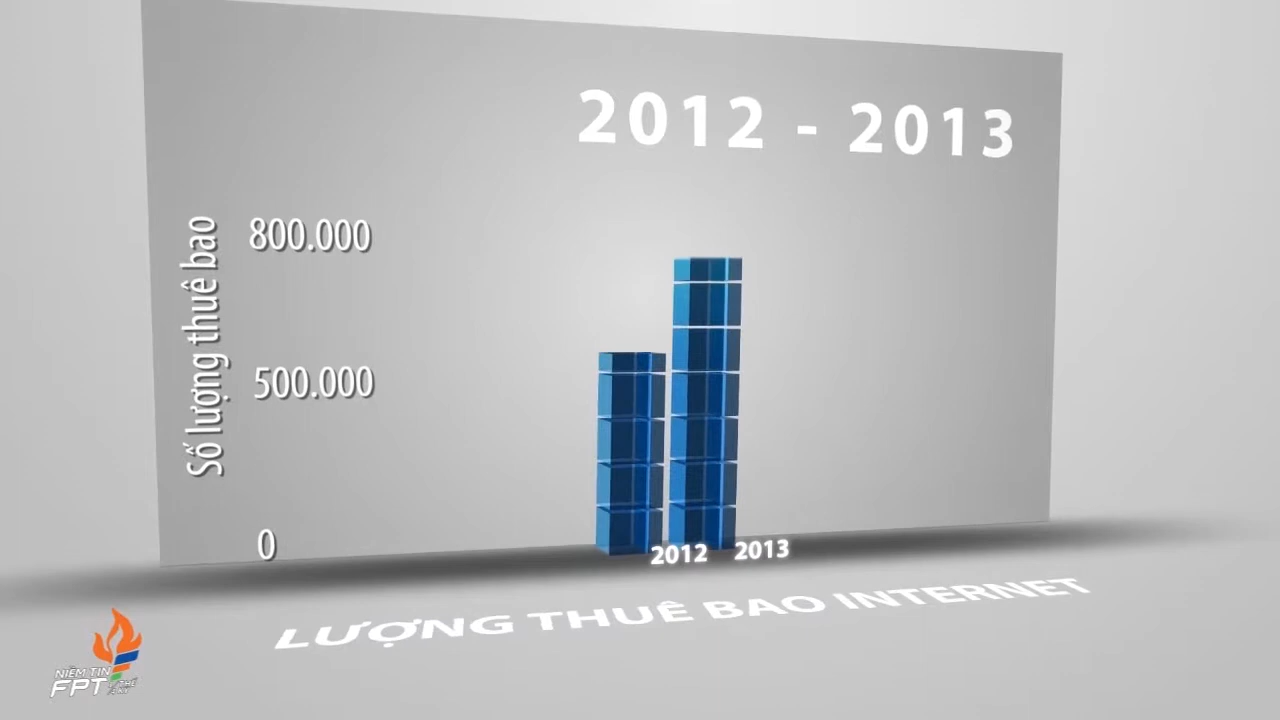 2012 - 2013
Số lượng thuê bao
800.000
500.000
0
2012
2013
LƯỢNG THUÊ BAO INTERNET
NIỀM TIN
FPT